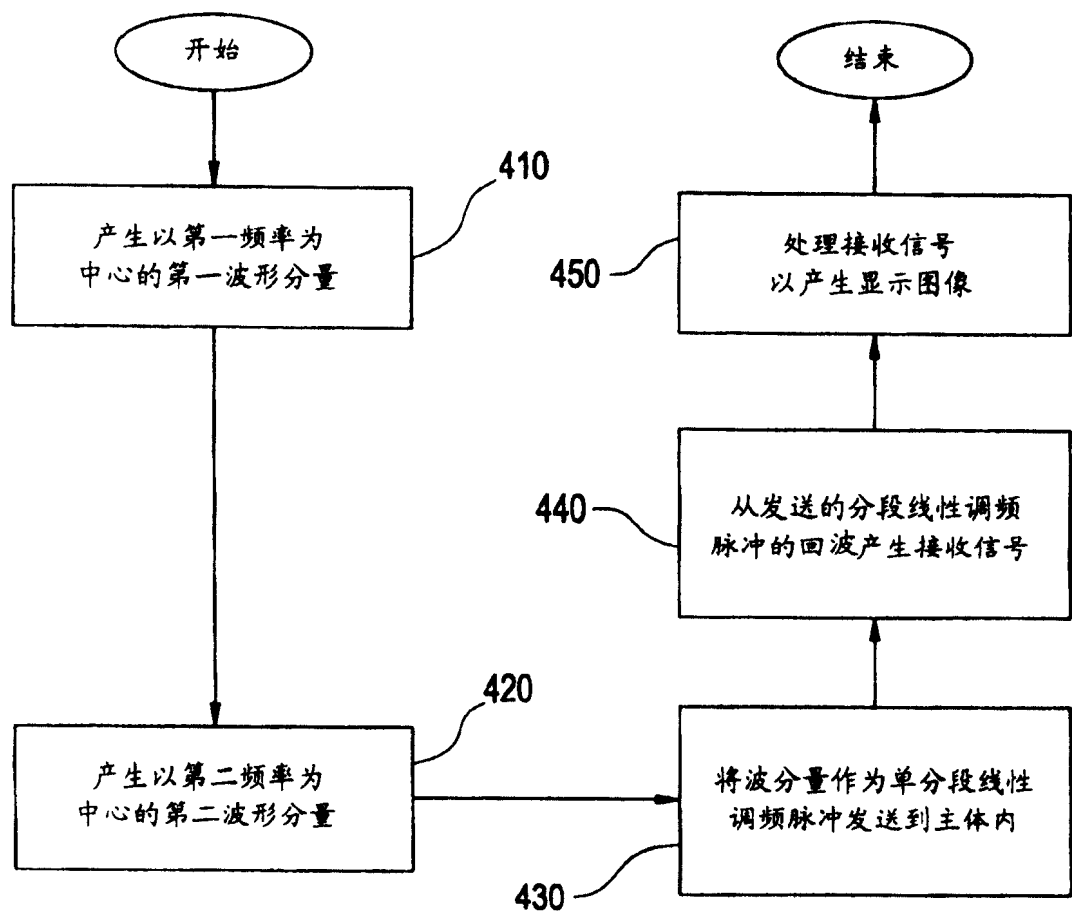 开始
410
产生以第一频率为
中心的第一波形分量
420
产生以第二频率为
中心的第二波形分量
430
将波分量作为单分段线性
调频脉冲发送到主体内
440
从发送的分段线性调频
脉冲的回波产生接收信号
450
处理接收信号
以产生显示图像
结束